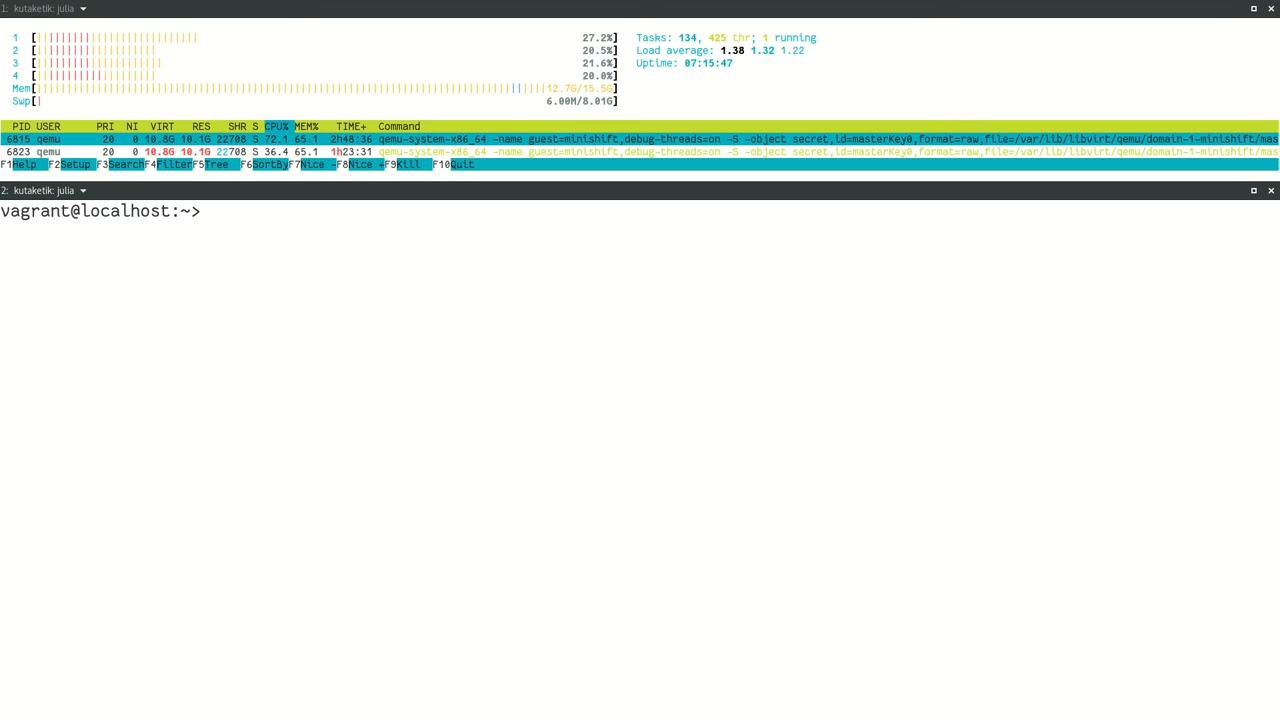 1: kutaketik: julia
1 [ 27.2%] Tasks: 134, 425 thr; 1 running
2 [ 20.5%] Load average: 1.38 1.32 1.22
3 [ 21.6%] Uptime: 07:15:47
4 [ 20.0%]
Mem[ 12.7G/15.5G]
Swp[ 6.00M/8.01G]
PID USER PRI NI VIRT RES SHR S CPU% MEM% TIME+ Command
6815 qemu 20 0 10.8G 10.1G 22708 S 72.1 65.1 2h48:36 qemu-system-x86_64 -name guest=minishift,debug-threads=on -S -object secret,id=masterKey0,format=raw,file=/var/lib/libvirt/qemu/domain-1-minishift/mas
6823 qemu 20 0 10.8G 10.1G 22708 S 36.4 65.1 1h23:31 qemu-system-x86_64 -name guest=minishift,debug-threads=on -S -object secret,id=masterKey0,format=raw,file=/var/lib/libvirt/qemu/domain-1-minishift/mas
F1Help F2Setup F3SearchF4FilterF5Tree F6SortByF7Nice -F8Nice +F9Kill F10Quit
2: kutaketik: julia
vagrant@localhost:~>